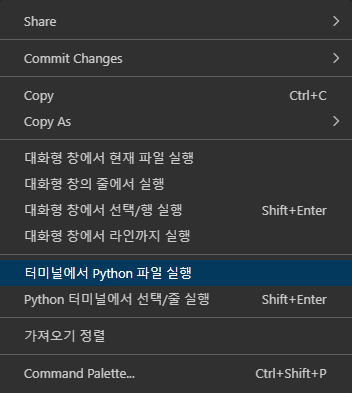 Share
Commit Changes
Copy Ctrl+C
Copy As
대화형 창에서 현재 파일 실행
대화형 창의 줄에서 실행
대화형 창에서 선택/행 실행 Shift+Enter
대화형 창에서 라인까지 실행
터미널에서 Python 파일 실행
Python 터미널에서 선택/줄 실행 Shift+Enter
가져오기 정렬
Command Palette... Ctrl+Shift+P